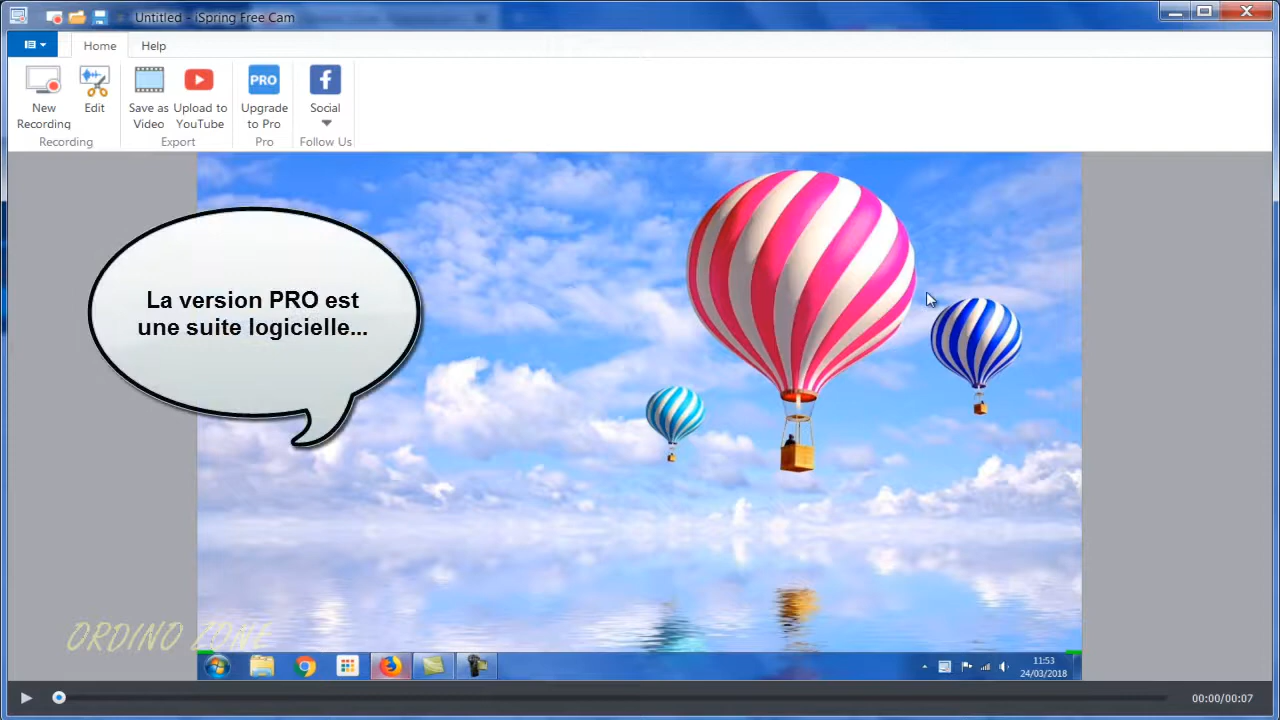 Untitled - iSpring Free Cam
Home Help
New Recording
Edit
Save as Video
Upload to YouTube
PRO
Upgrade to Pro
Social
Recording Export Pro Follow Us
La version PRO est
une suite logicielle...
ORDINO ZONE
11:53
24/03/2018
00:00/00:07